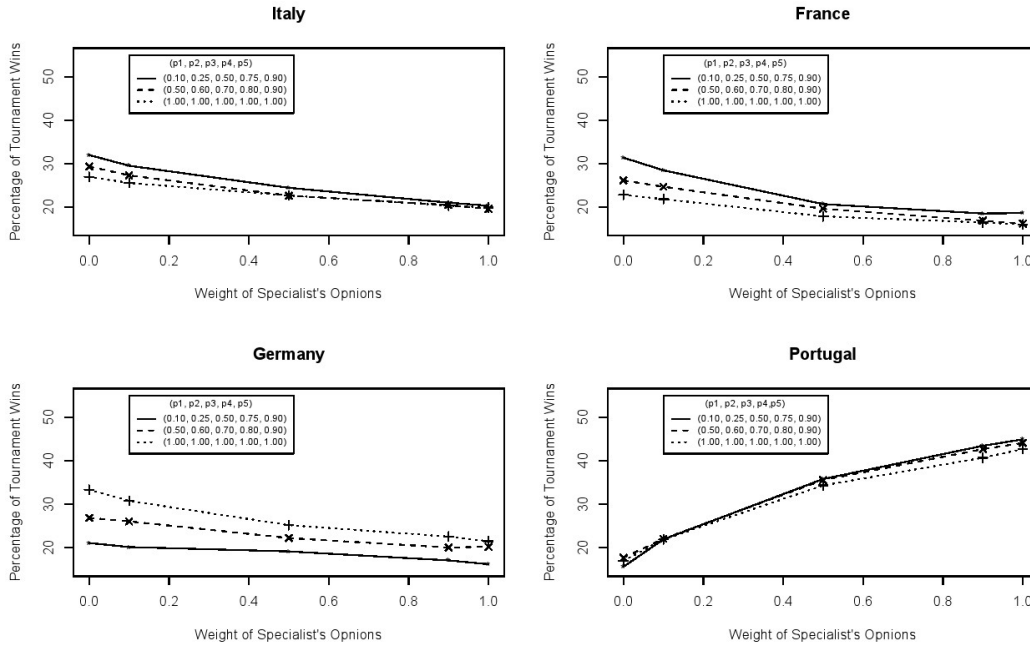 Italy
Percentage of Tournament Wins
50
40
30
20
(p1, p2, p3, p4, p5)
(0.10, 0.25, 0.50, 0.75, 0.90)
(0.50, 0.60, 0.70, 0.80, 0.90)
(1.00, 1.00, 1.00, 1.00, 1.00)
0.0 0.2 0.4 0.6 0.8 1.0
Weight of Specialist's Opnions
France
Percentage of Tournament Wins
50
40
30
20
(p1, p2, p3, p4, p5)
(0.10, 0.25, 0.50, 0.75, 0.90)
(0.50, 0.60, 0.70, 0.80, 0.90)
(1.00, 1.00, 1.00, 1.00, 1.00)
0.0 0.2 0.4 0.6 0.8 1.0
Weight of Specialist's Opnions
Germany
Percentage of Tournament Wins
50
40
30
20
(p1, p2, p3, p4, p5)
(0.10, 0.25, 0.50, 0.75, 0.90)
(0.50, 0.60, 0.70, 0.80, 0.90)
(1.00, 1.00, 1.00, 1.00, 1.00)
0.0 0.2 0.4 0.6 0.8 1.0
Weight of Specialist's Opnions
Portugal
Percentage of Tournament Wins
50
40
30
20
(p1, p2, p3, p4,p5)
(0.10, 0.25, 0.50, 0.75, 0.90)
(0.50, 0.60, 0.70, 0.80, 0.90)
(1.00, 1.00, 1.00, 1.00, 1.00)
0.0 0.2 0.4 0.6 0.8 1.0
Weight of Specialist's Opnions